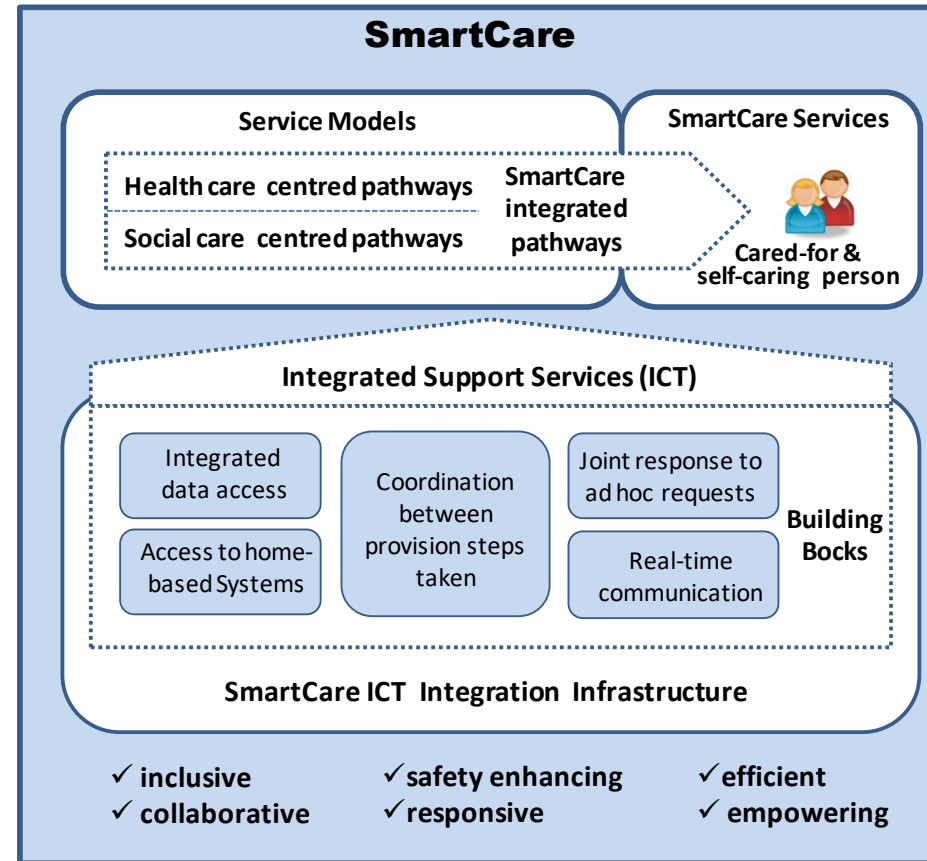 SmartCare
Service Models
SmartCare Services
Health care centred pathways
Social care centred pathways
SmartCare
integrated
pathways
Cared-for &
self-caring person
Integrated Support Services (ICT)
Integrated
data access
Access to home-
based Systems
Coordination
between
provision steps
taken
Joint response to
ad hoc requests
Real-time
communication
Building
Bocks
SmartCare ICT Integration Infrastructure
✓ inclusive
✓ collaborative
✓ safety enhancing
✓ responsive
✓ efficient
✓ empowering